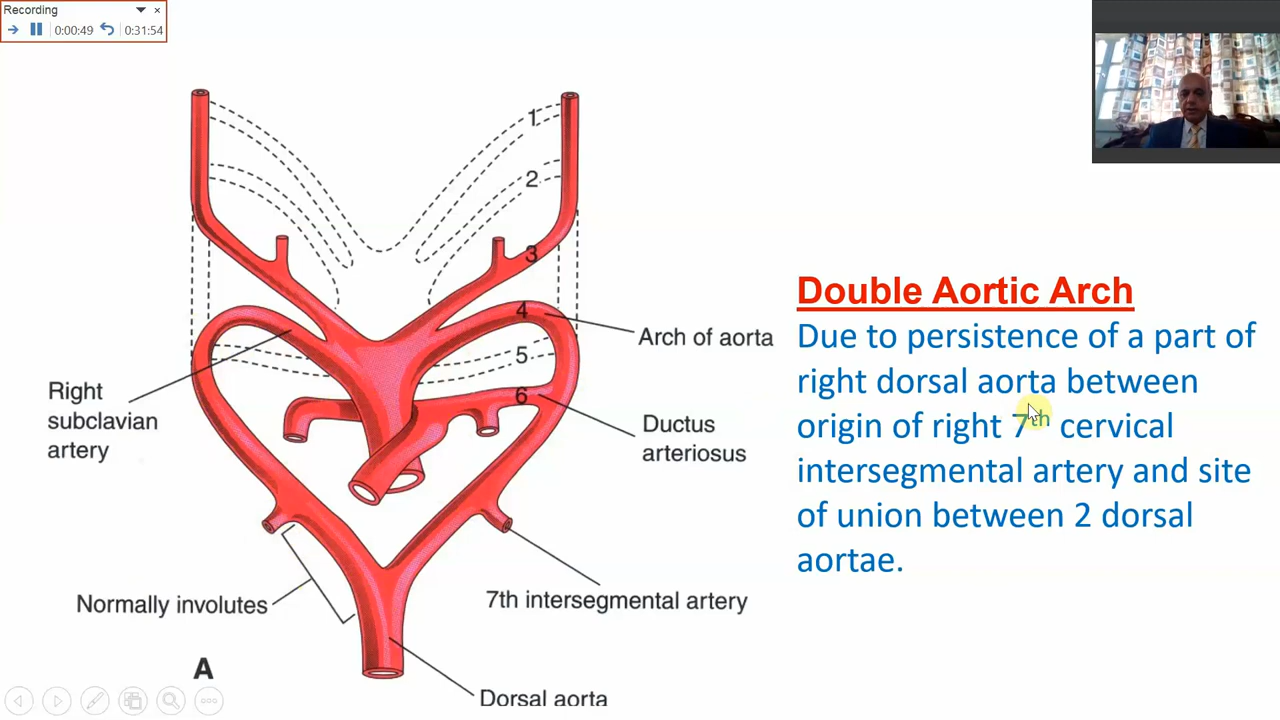 Recording
0:00:49 0:31:54
1
2
3
4
5
6
Arch of aorta
Right
subclavian
artery
Ductus
arteriosus
Normally involutes
7th intersegmental artery
A
Dorsal aorta
Double Aortic Arch
Due to persistence of a part of
right dorsal aorta between
origin of right 7th cervical
intersegmental artery and site
of union between 2 dorsal
aortae.